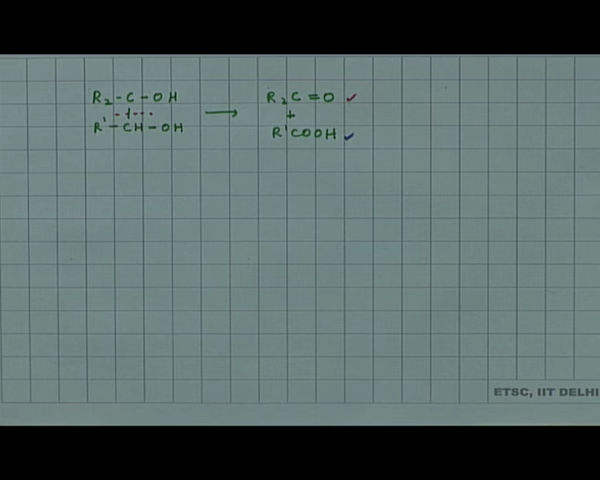 R₂-C-OH
R'-CH-OH
→
R₂C=O ✓
+
R'COOH ✓
ETSC, IIT DELHI